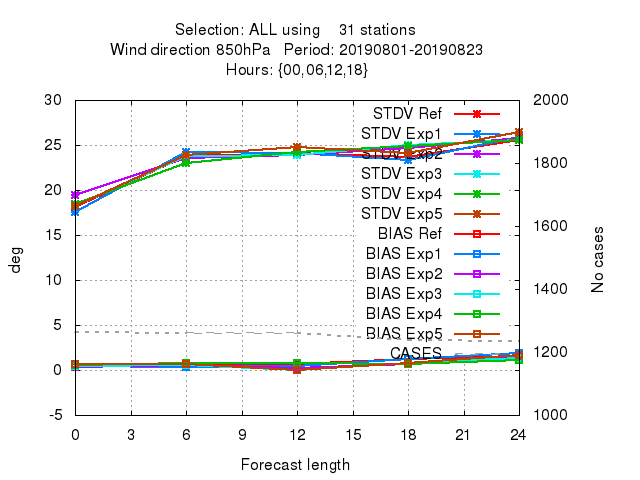 Selection: ALL using    31 stations
Wind direction 850hPa   Period: 20190801-20190823
Hours: {00,06,12,18}
30
25
20
15
10
5
0
-5
deg
2000
1800
1600
1400
1200
1000
No cases
STDV Ref
STDV Exp1
STDV Exp2
STDV Exp3
STDV Exp4
STDV Exp5
BIAS Ref
BIAS Exp1
BIAS Exp2
BIAS Exp3
BIAS Exp4
BIAS Exp5
CASES
0 3 6 9 12 15 18 21 24
Forecast length